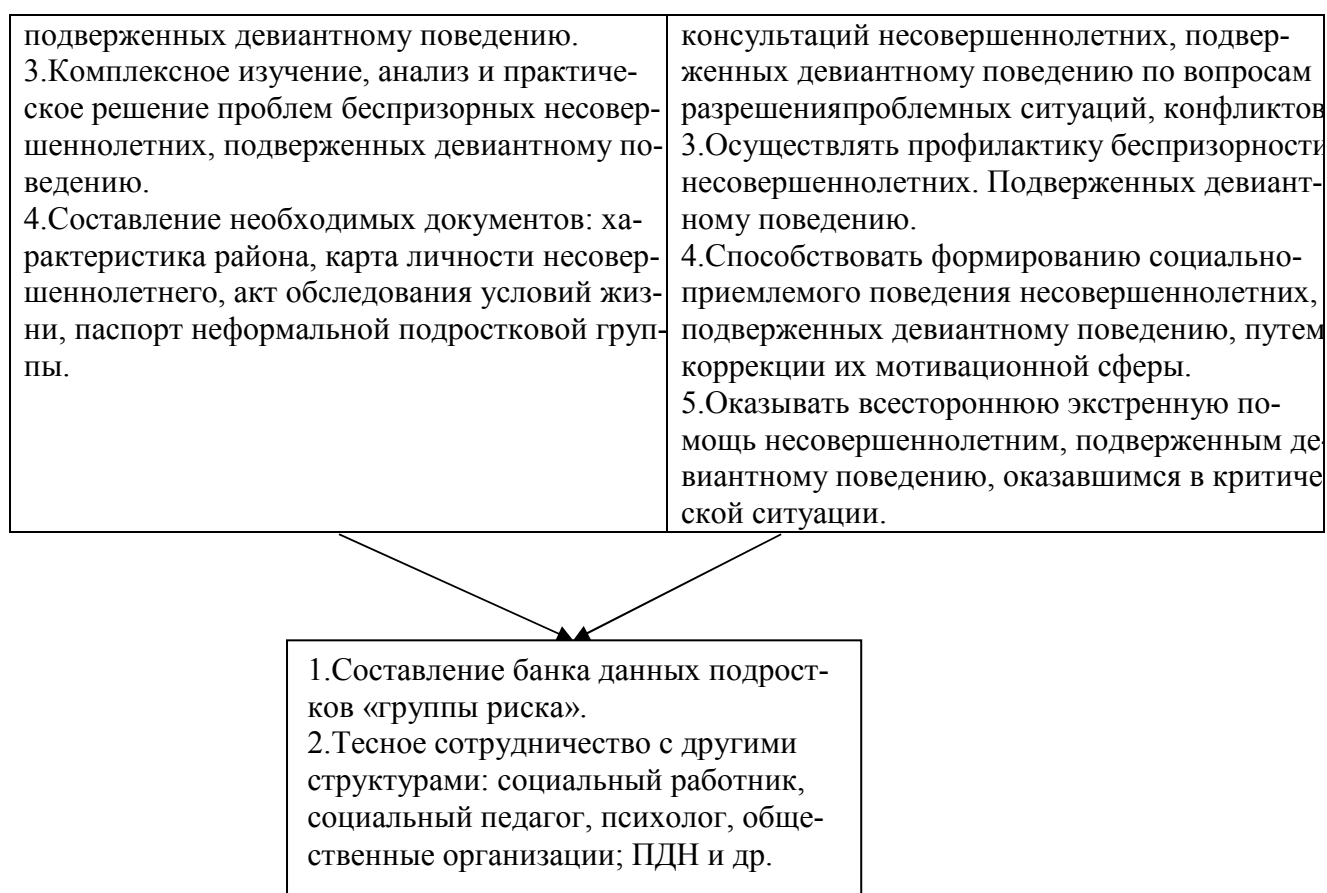 подверженных девиантному поведению.
3.Комплексное изучение, анализ и практиче-
ское решение проблем беспризорных несовер-
шеннолетних, подверженных девиантному по-
ведению.
4.Составление необходимых документов: ха-
рактеристика района, карта личности несовер-
шеннолетнего, акт обследования условий жиз-
ни, паспорт неформальной подростковой груп-
пы.
консультаций несовершеннолетних, подвер-
женных девиантному поведению по вопросам
разрешенияпроблемных ситуаций, конфликтов
3.Осуществлять профилактику беспризорности
несовершеннолетних. Подверженных девиант-
ному поведению.
4.Способствовать формированию социально-
приемлемого поведения несовершеннолетних,
подверженных девиантному поведению, путем
коррекции их мотивационной сферы.
5.Оказывать всестороннюю экстренную по-
мощь несовершеннолетним, подверженным де-
виантному поведению, оказавшимся в критиче
ской ситуации.
1.Составление банка данных подрост-
ков «группы риска».
2.Тесное сотрудничество с другими
структурами: социальный работник,
социальный педагог, психолог, обще-
ственные организации; ПДН и др.